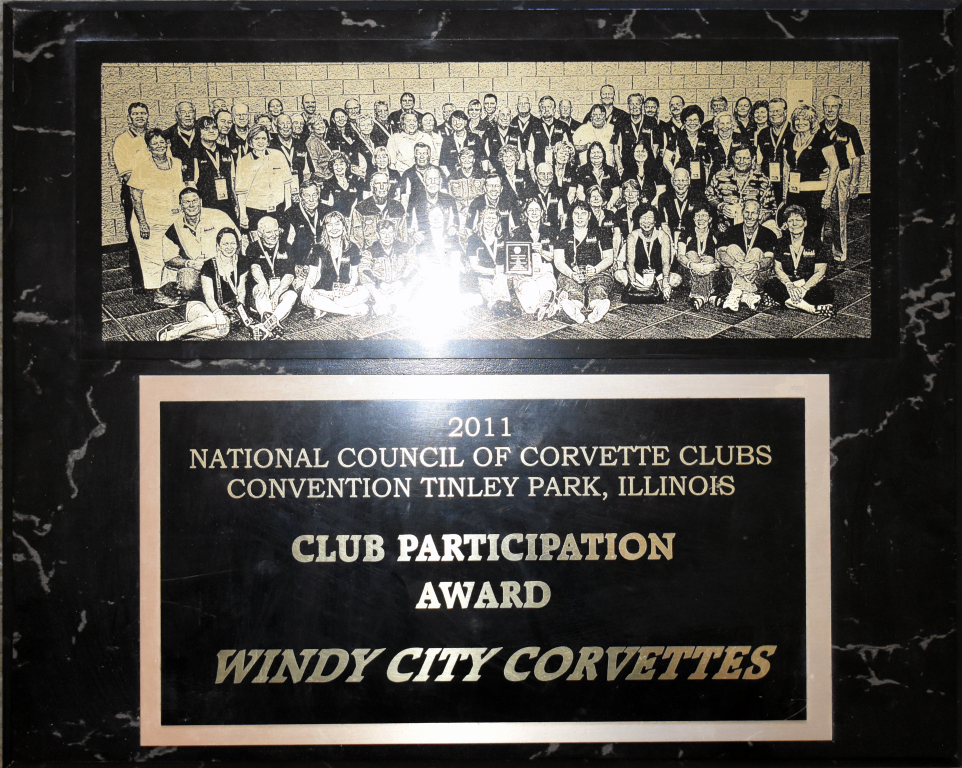 2011
NATIONAL COUNCIL OF CORVETTE CLUBS
CONVENTION TINLEY PARK, ILLINOIS
CLUB PARTICIPATION
AWARD
WINDY CITY CORVETTES